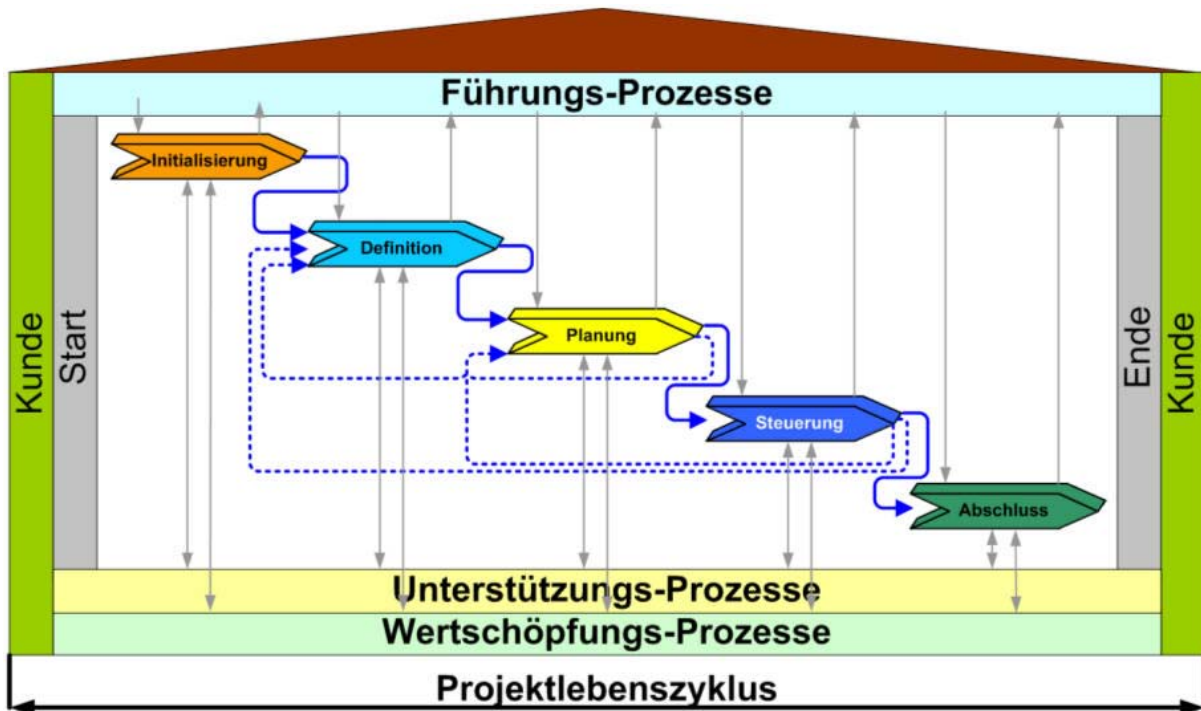 Führungs-Prozesse
Kunde
Start
Initialisierung
Definition
Planung
Steuerung
Abschluss
Ende
Kunde
Unterstützungs-Prozesse
Wertschöpfungs-Prozesse
Projektlebenszyklus